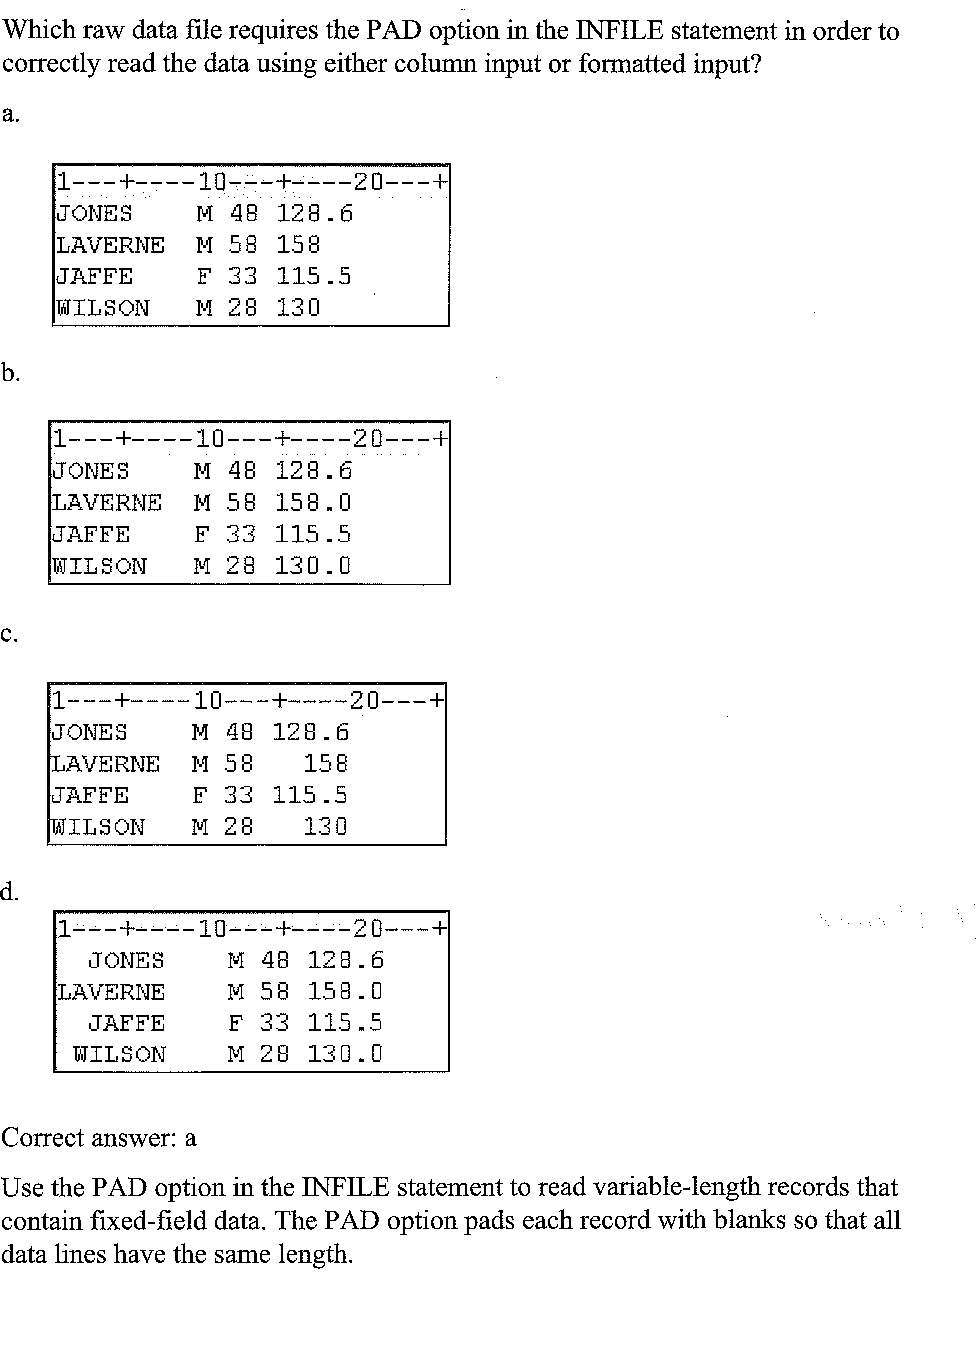 Which raw data file requires the PAD option in the INFILE statement in order to
correctly read the data using either column input or formatted input?
a.
1---+----10---+----20---+
JONES    M 48 128.6
LAVERNE  M 58 158
JAFFE    F 33 115.5
WILSON   M 28 130
b.
1---+----10---+----20---+
JONES    M 48 128.6
LAVERNE  M 58 158.0
JAFFE    F 33 115.5
WILSON   M 28 130.0
c.
1---+----10---+----20---+
JONES    M 48 128.6
LAVERNE  M 58   158
JAFFE    F 33 115.5
WILSON   M 28   130
d.
1---+----10---+----20---+
  JONES    M 48 128.6
LAVERNE    M 58 158.0
  JAFFE    F 33 115.5
 WILSON    M 28 130.0
Correct answer: a
Use the PAD option in the INFILE statement to read variable-length records that
contain fixed-field data. The PAD option pads each record with blanks so that all
data lines have the same length.